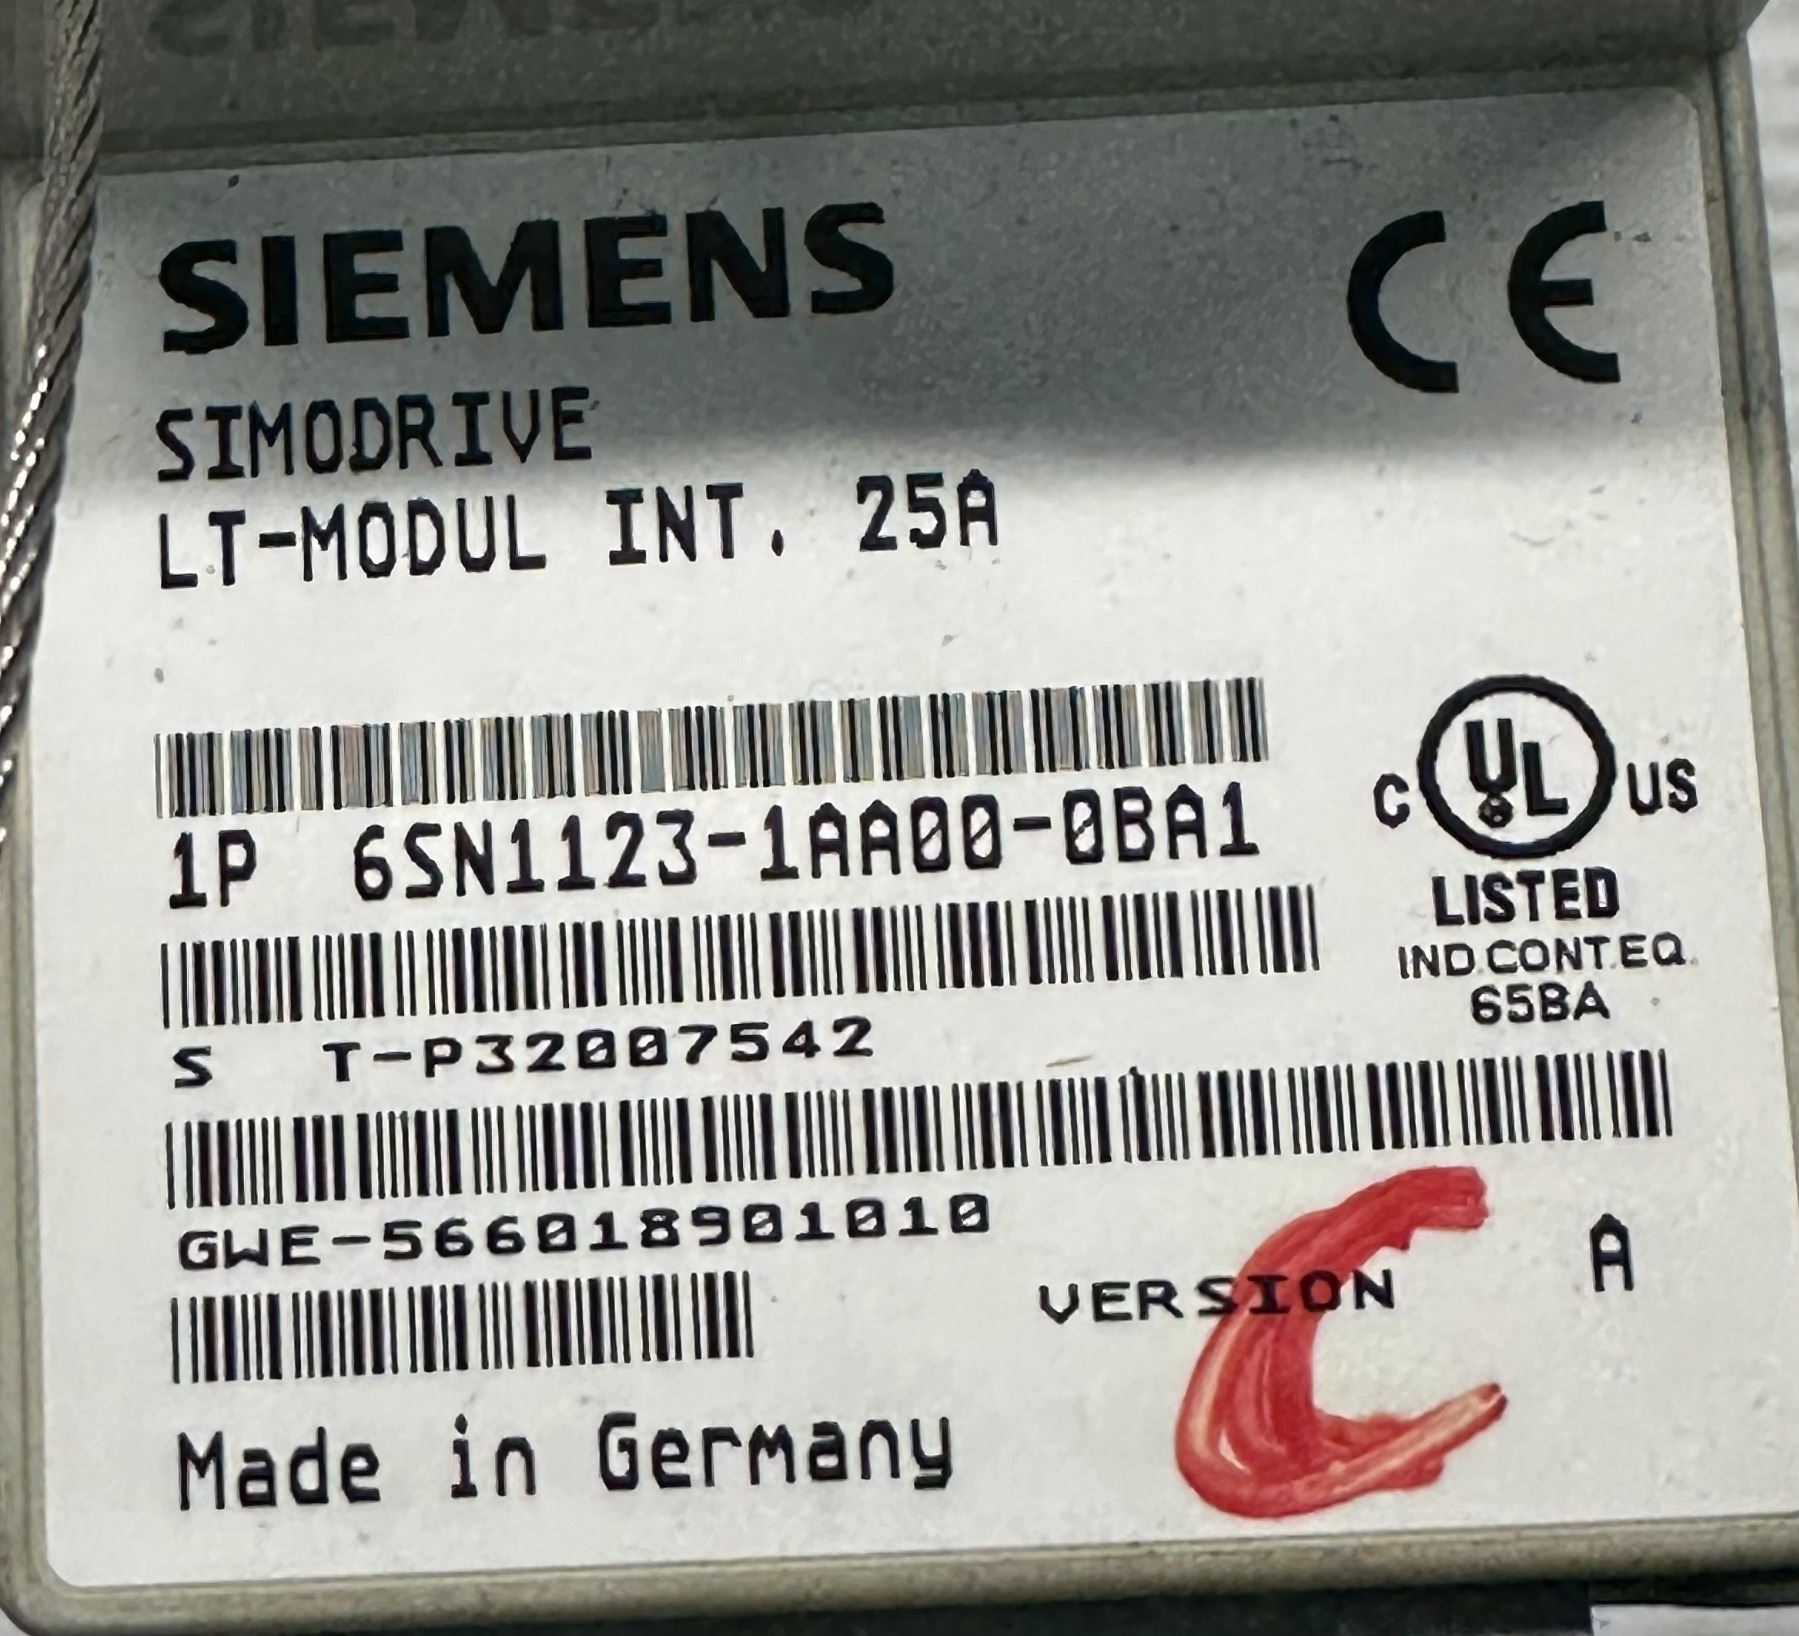 SIEMENS
CE
SIMODRIVE
LT-MODUL INT. 25A
1P 6SN1123-1AA00-0BA1
C UL US
LISTED
IND.CONT.EQ.
65BA
S T-P32007542
GWE-566018901010
VERSION A
C
Made in Germany